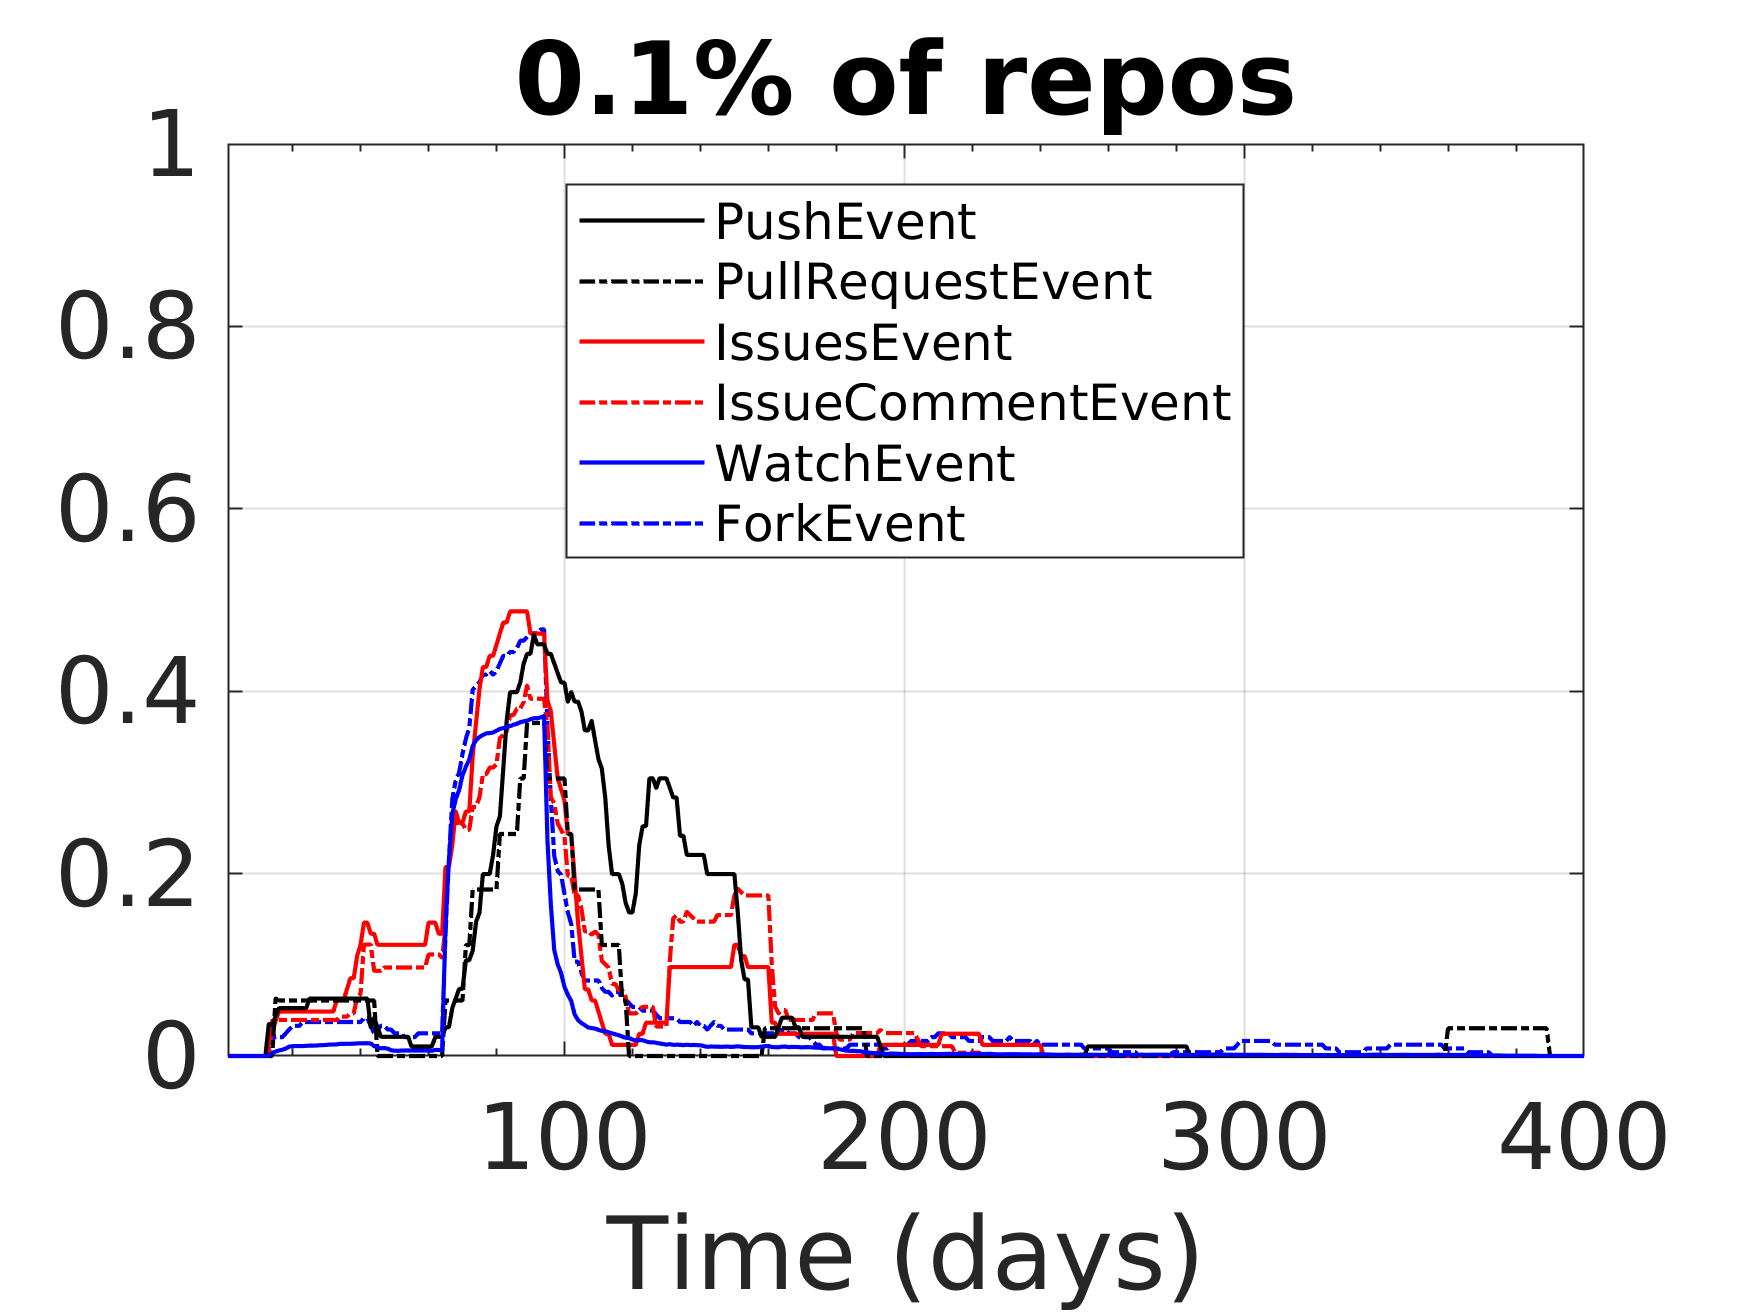 0.1% of repos
1
0.8
0.6
0.4
0.2
0
PushEvent
PullRequestEvent
IssuesEvent
IssueCommentEvent
WatchEvent
ForkEvent
100 200 300 400
Time (days)